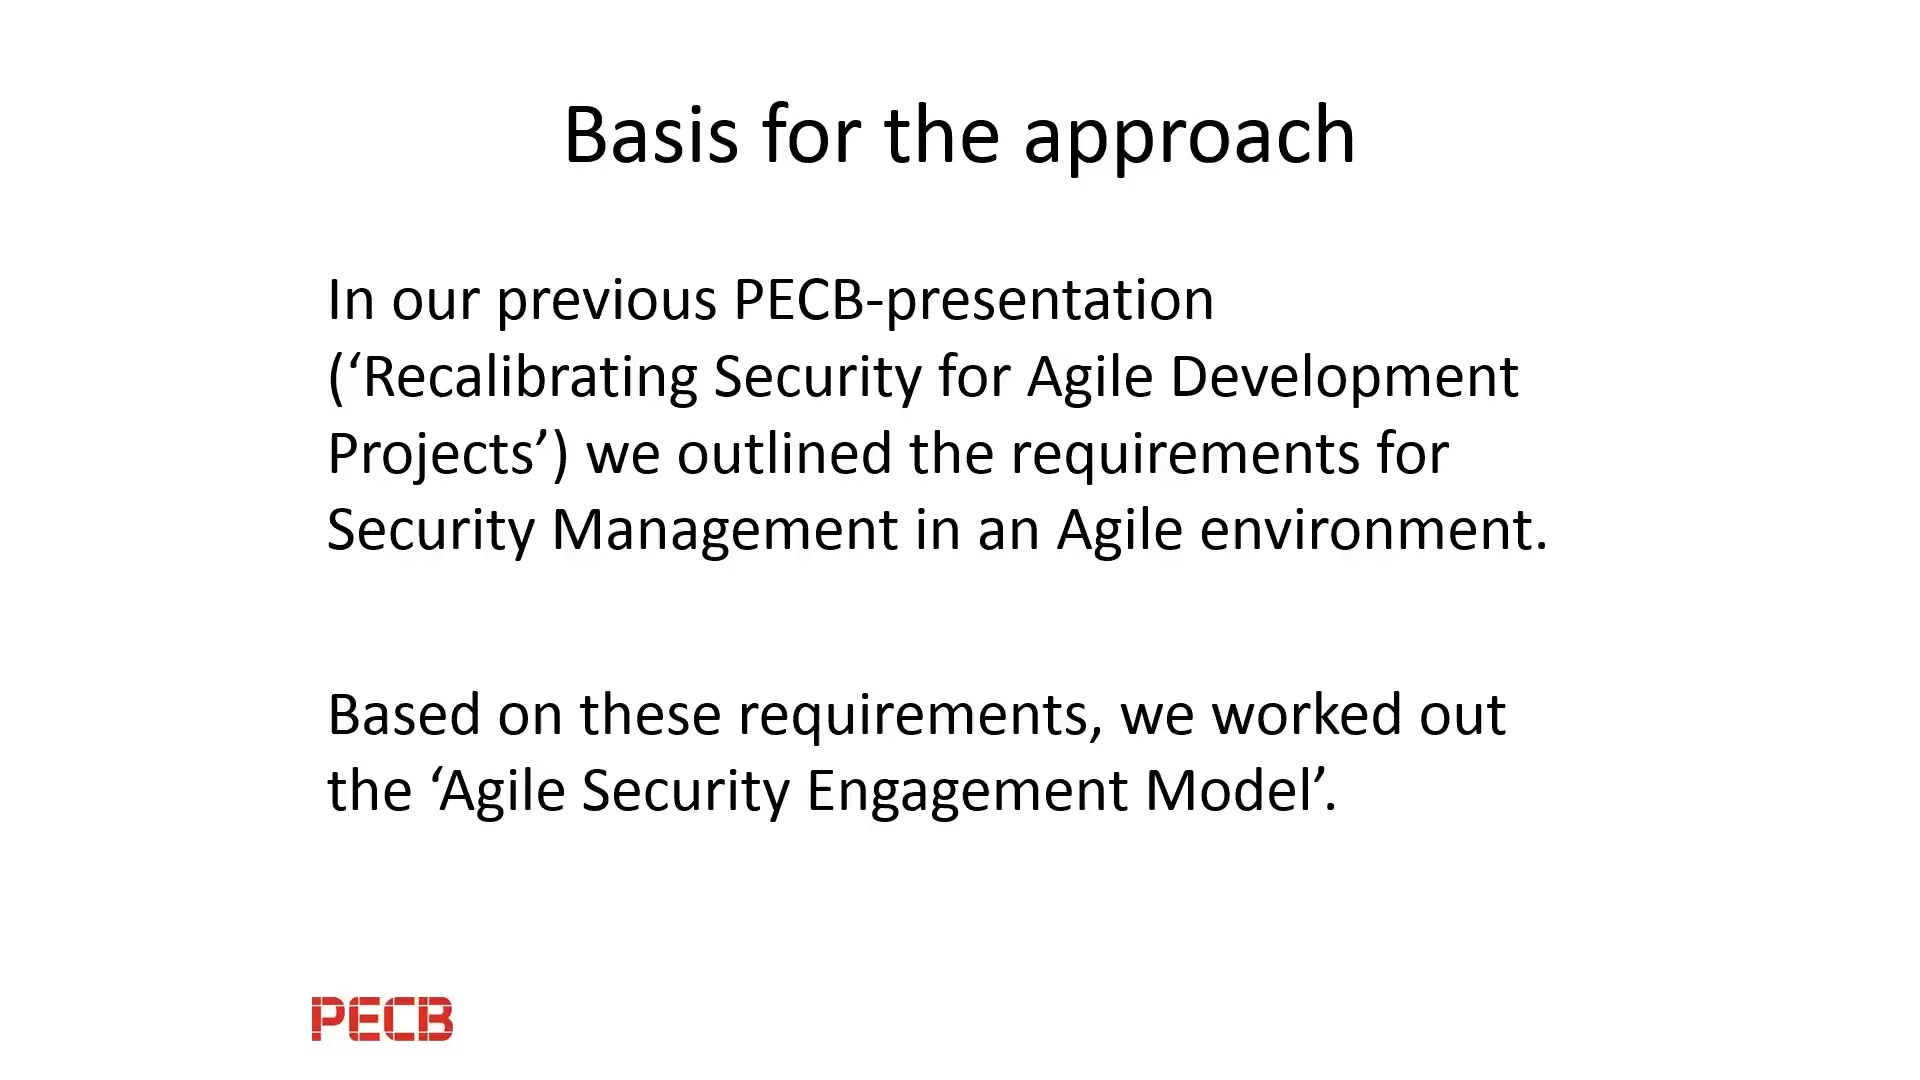 Basis for the approach
In our previous PECB-presentation
(‘Recalibrating Security for Agile Development
Projects’) we outlined the requirements for
Security Management in an Agile environment.
Based on these requirements, we worked out
the ‘Agile Security Engagement Model’.
PECB